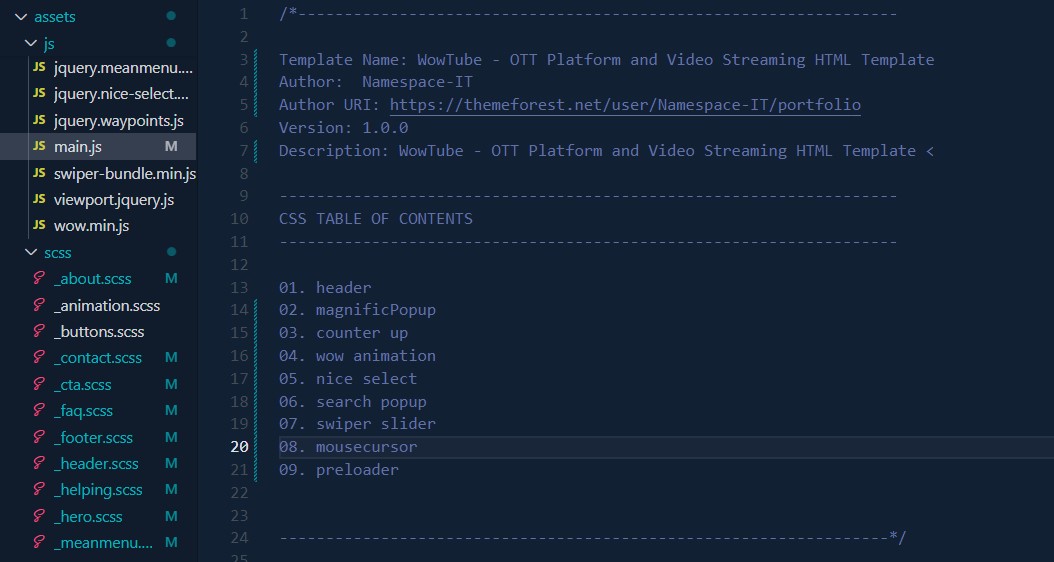 assets
js
JS jquery.meanmenu....
JS jquery.nice-select....
JS jquery.waypoints.js
JS main.js M
JS swiper-bundle.min.js
JS viewport.jquery.js
JS wow.min.js
scss
_about.scss M
_animation.scss
_buttons.scss
_contact.scss M
_cta.scss M
_faq.scss M
_footer.scss M
_header.scss M
_helping.scss M
_hero.scss M
_meanmenu.... M
1 /*-----------------------------------------------------------------
2
3 Template Name: WowTube - OTT Platform and Video Streaming HTML Template
4 Author:  Namespace-IT
5 Author URI: https://themeforest.net/user/Namespace-IT/portfolio
6 Version: 1.0.0
7 Description: WowTube - OTT Platform and Video Streaming HTML Template <
8
9 -------------------------------------------------------------------
10 CSS TABLE OF CONTENTS
11 -------------------------------------------------------------------
12
13 01. header
14 02. magnificPopup
15 03. counter up
16 04. wow animation
17 05. nice select
18 06. search popup
19 07. swiper slider
20 08. mousecursor
21 09. preloader
22
23
24 ------------------------------------------------------------------*/
25